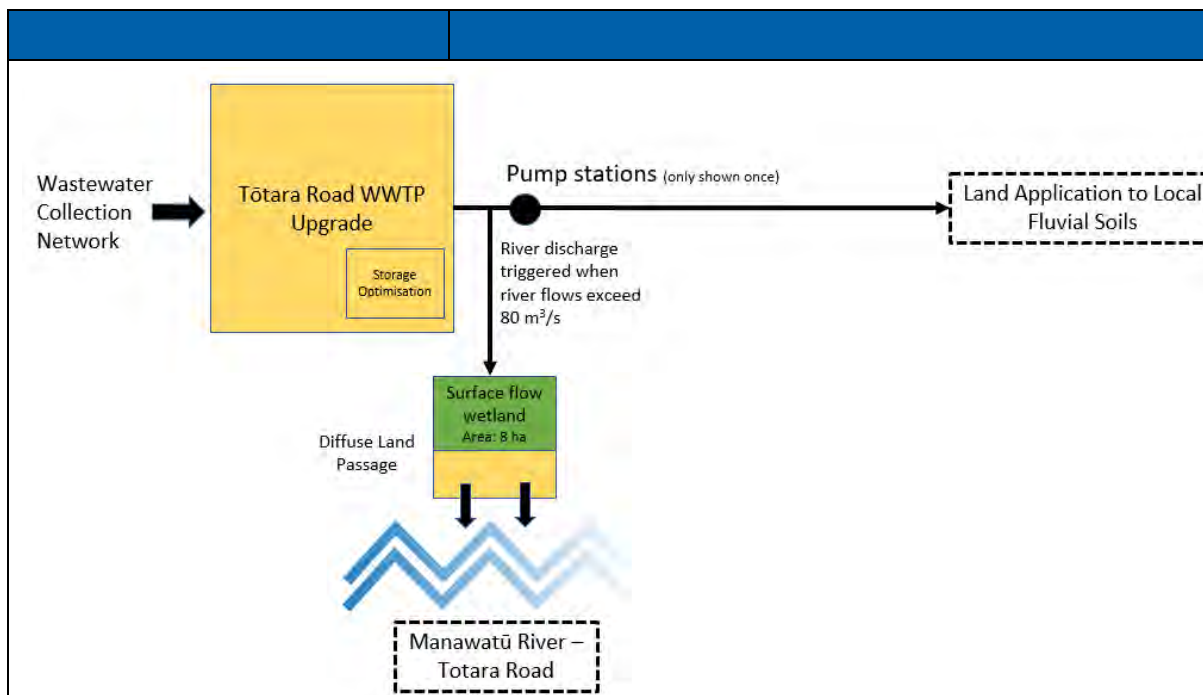 Wastewater
Collection
Network
Tōtara Road WWTP
Upgrade
Storage
Optimisation
Pump stations (only shown once)
River discharge
triggered when
river flows exceed
80 m³/s
Land Application to Local
Fluvial Soils
Surface flow
wetland
Area: 8 ha
Diffuse Land
Passage
Manawatū River –
Totara Road